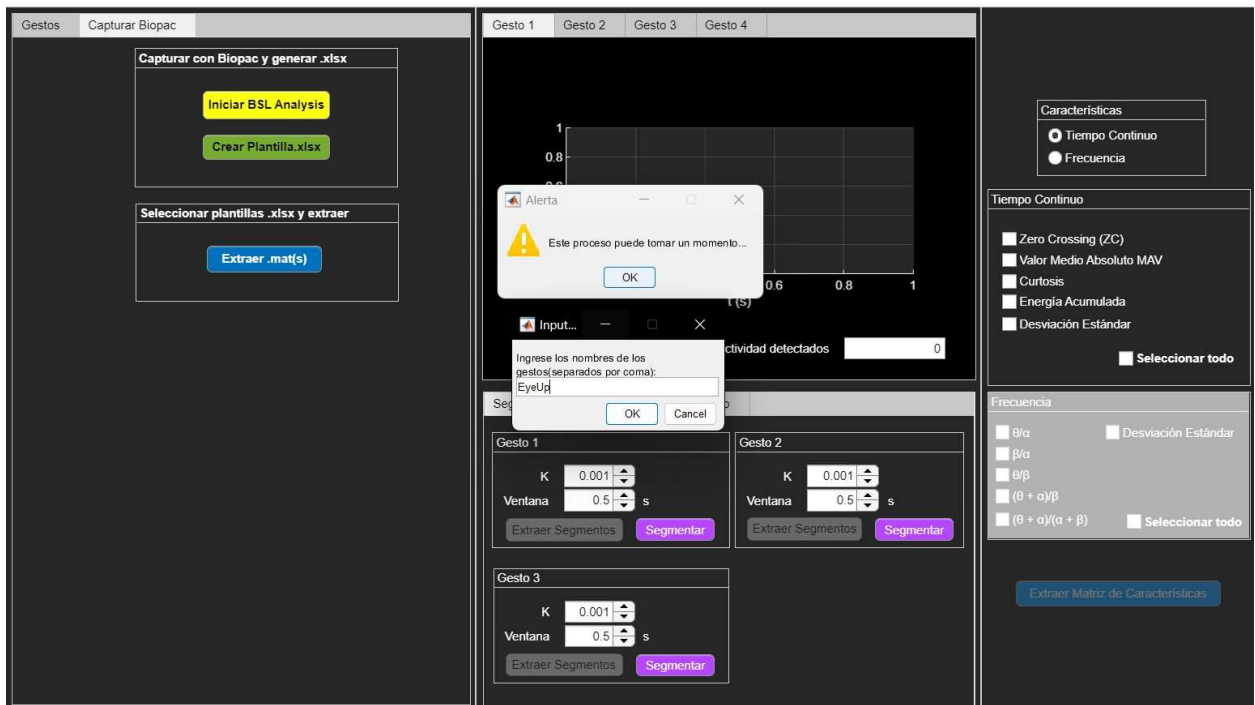 Gestos Capturar Biopac
Capturar con Biopac y generar .xlsx
Iniciar BSL Analysis
Crear Plantilla.xlsx
Seleccionar plantillas .xlsx y extraer
Extraer .mat(s)
Gesto 1 Gesto 2 Gesto 3 Gesto 4
1
0.8
Alerta
Este proceso puede tomar un momento...
OK
0.6 0.8 1
t (s)
Input...
Ingrese los nombres de los
gestos(separados por coma):
EyeUp
OK Cancel
ctividad detectados 0
Gesto 1
K 0.001
Ventana 0.5 s
Extraer Segmentos Segmentar
Gesto 2
K 0.001
Ventana 0.5 s
Extraer Segmentos Segmentar
Gesto 3
K 0.001
Ventana 0.5 s
Extraer Segmentos Segmentar
Características
Tiempo Continuo
Frecuencia
Tiempo Continuo
Zero Crossing (ZC)
Valor Medio Absoluto MAV
Curtosis
Energía Acumulada
Desviación Estándar
Seleccionar todo
Frecuencia
θ/α Desviación Estándar
β/α
θ/β
(θ + α)/β
(θ + α)/(α + β) Seleccionar todo
Extraer Matriz de Características